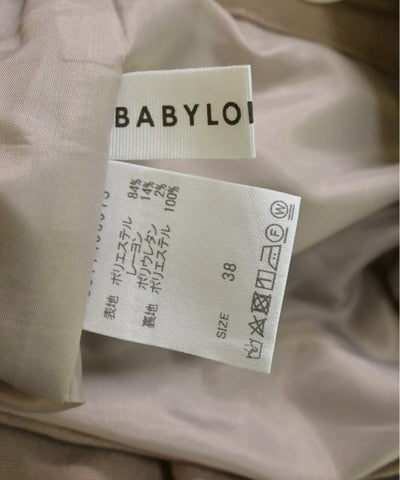 BABYLO
表地 ポリエステル 84%
レーヨン 14%
ポリウレタン 2%
裏地 ポリエステル 100%
SIZE 38